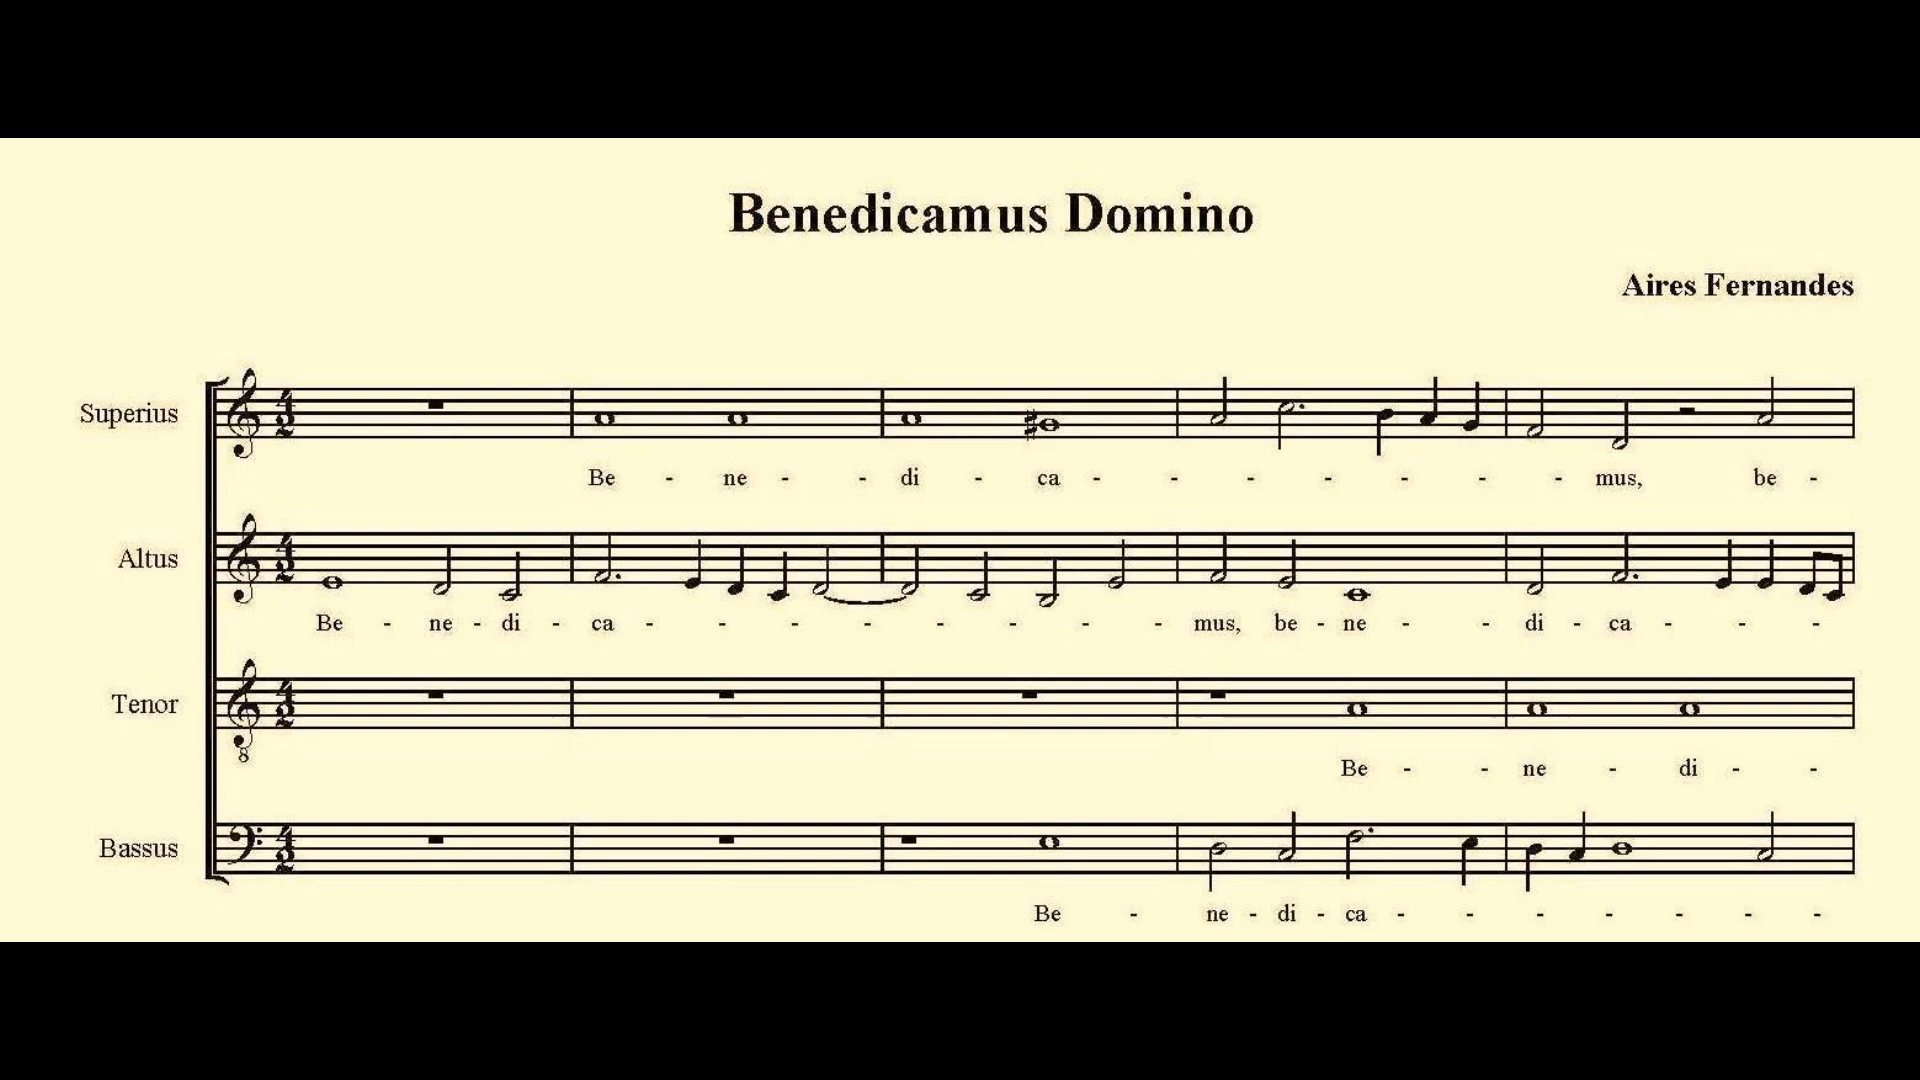 Benedicamus Domino
Aires Fernandes
Superius
Be - ne - - di - ca - - - - - - - mus, be -
Altus
Be - ne - di - ca - - - - - - - - mus, be - ne - - di - ca - - -
Tenor
8
Be - - ne - di - -
Bassus
Be - ne - di - ca - - - - - - -